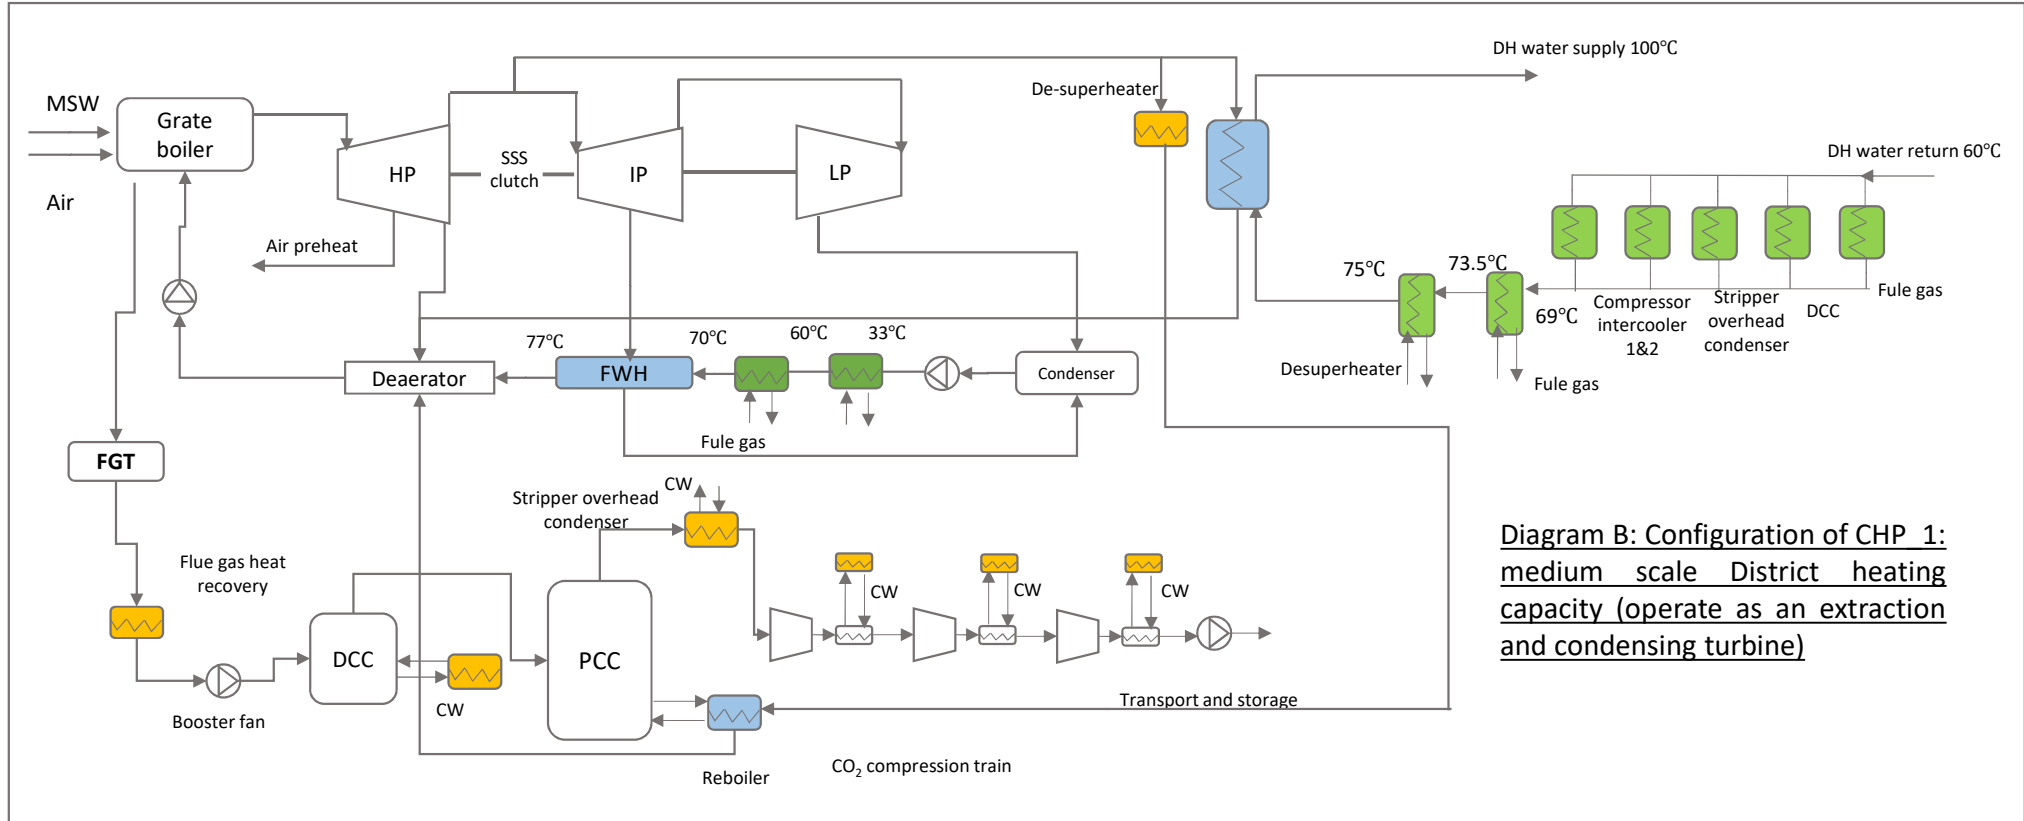 DH water supply 100℃
De-superheater
MSW
Grate
boiler
DH water return 60℃
SSS
clutch
HP
IP
LP
Air
Air preheat
75℃
73.5℃
69℃
Compressor
intercooler
1&2
Stripper
overhead
condenser
DCC
Fule gas
Desuperheater
Fule gas
77℃
70℃
60℃
33℃
Deaerator
FWH
Condenser
Fule gas
FGT
Flue gas heat
recovery
Stripper overhead
condenser
CW
CW
CW
CW
DCC
PCC
CW
Booster fan
Transport and storage
Reboiler
CO₂ compression train
Diagram B: Configuration of CHP_1:
medium scale District heating
capacity (operate as an extraction
and condensing turbine)